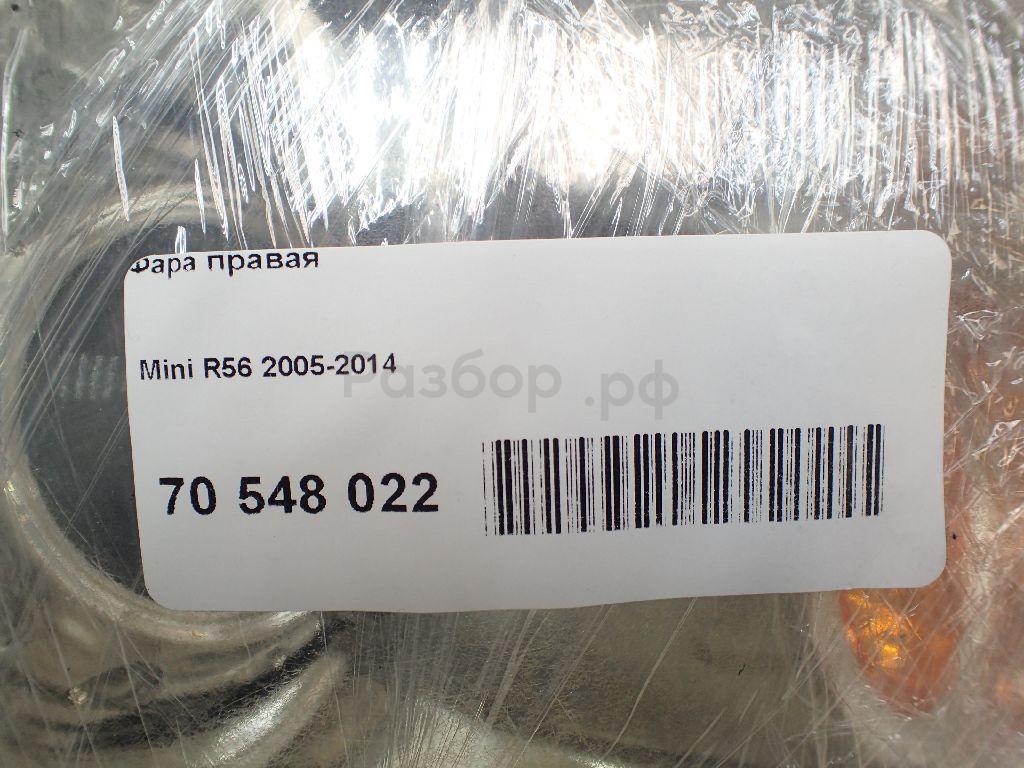 Фара правая
Mini R56 2005-2014
Разбор.рф
70 548 022